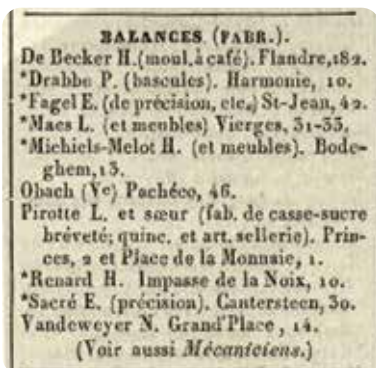 BALANCES (FABR.).
De Becker H. (moul. à café). Flandre, 182.
*Drabbe P. (bascules). Harmonie, 10.
*Fagel E. (de précision, etc.) St-Jean, 42.
*Maes L. (et meubles) Vierges, 31-33.
*Michiels-Melot H. (et meubles). Bode-
ghem, 13.
Obach (Ve) Pachéco, 46.
Pirotte L. et sœur (fab. de casse-sucre
bréveté; quinc. et art. sellerie). Prin-
ces, 2 et Place de la Monnaie, 1.
*Renard H. Impasse de la Noix, 10.
*Sacré E. (précision). Cantersteen, 30.
Vandeweyer N. Grand'Place, 14.
(Voir aussi Mécaniciens.)